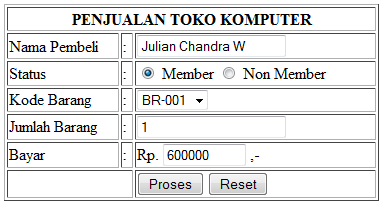 PENJUALAN TOKO KOMPUTER
Nama Pembeli : Julian Chandra W
Status : Member Non Member
Kode Barang : BR-001
Jumlah Barang : 1
Bayar : Rp. 600000 ,-
Proses Reset